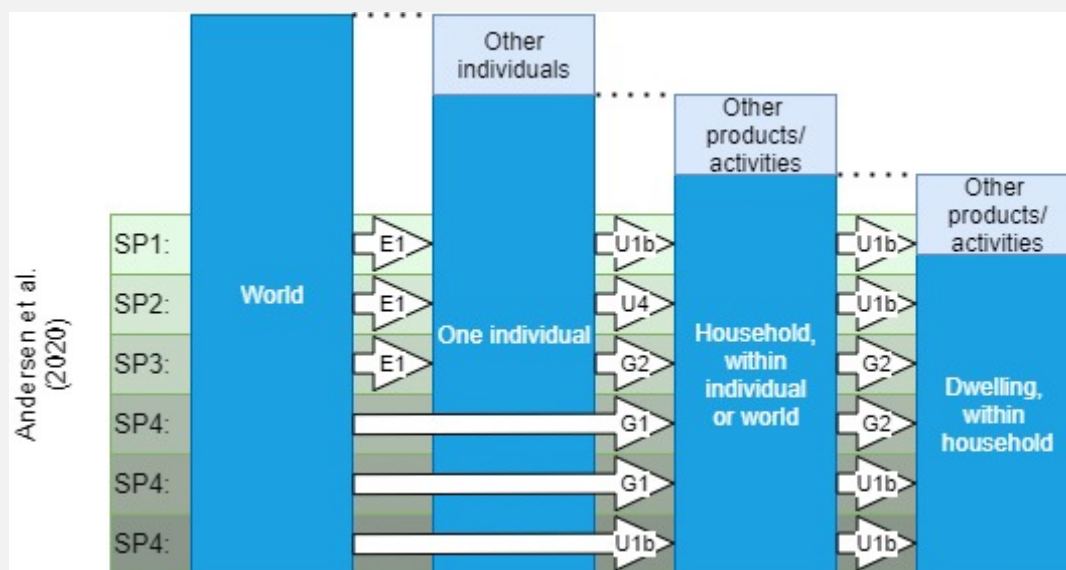 Other
individuals
Other
products/
activities
Other
products/
activities
Andersen et al.
(2020)
SP1:
E1
U1b
U1b
SP2:
World
E1
U4
U1b
One individual
Household,
within
individual
or world
SP3:
E1
G2
G2
Dwelling,
within
household
SP4:
G1
G2
SP4:
G1
U1b
SP4:
U1b
U1b